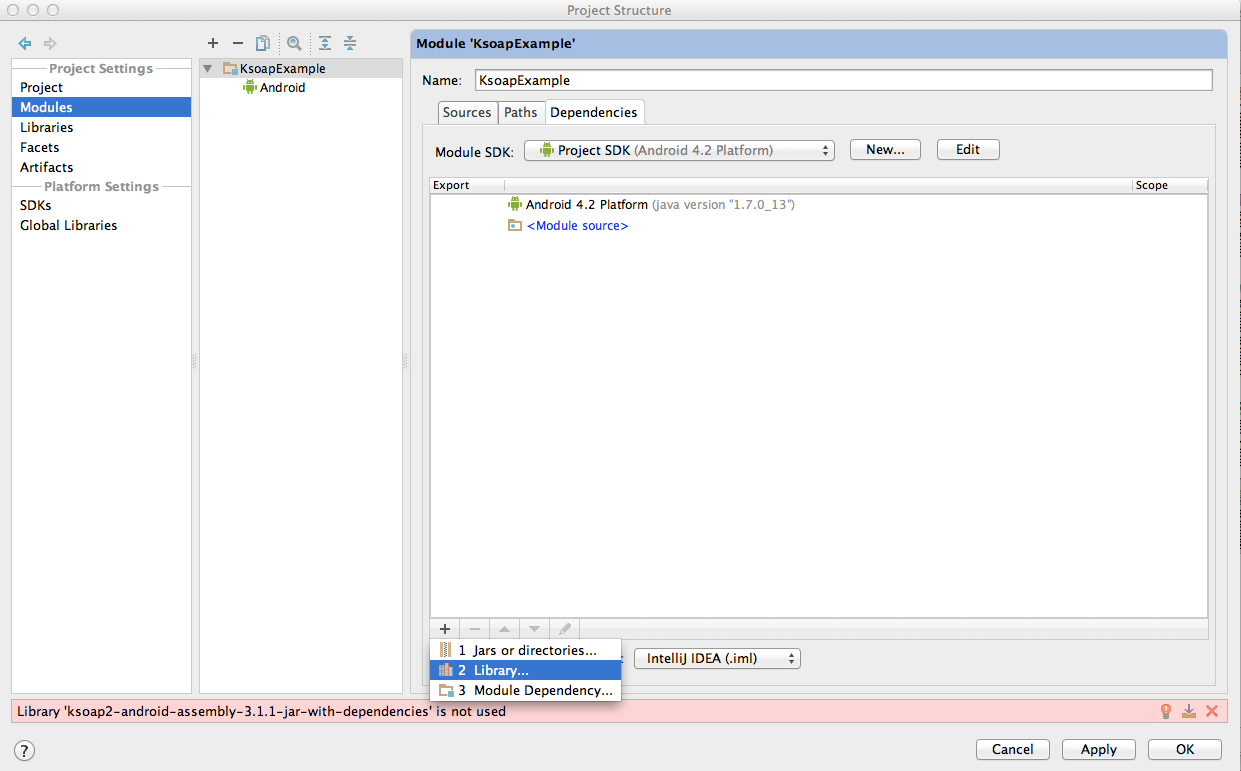 Project Structure
Project Settings
Project
Modules
Libraries
Facets
Artifacts
Platform Settings
SDKs
Global Libraries
KsoapExample
Android
Module 'KsoapExample'
Name: KsoapExample
Sources Paths Dependencies
Module SDK: Project SDK (Android 4.2 Platform) New... Edit
Export Scope
Android 4.2 Platform (java version "1.7.0_13")
<Module source>
1 Jars or directories...
2 Library...
3 Module Dependency...
IntelliJ IDEA (.iml)
Library 'ksoap2-android-assembly-3.1.1-jar-with-dependencies' is not used
? Cancel Apply OK